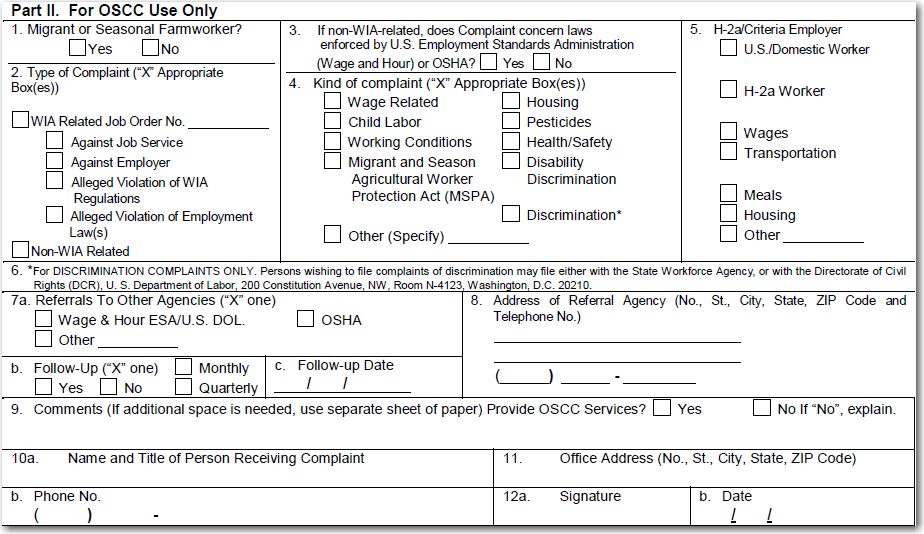 Part II. For OSCC Use Only
1. Migrant or Seasonal Farmworker?
Yes No
2. Type of Complaint ("X" Appropriate
Box(es))
WIA Related Job Order No. ___________
Against Job Service
Against Employer
Alleged Violation of WIA
Regulations
Alleged Violation of Employment
Law(s)
Non-WIA Related
3. If non-WIA-related, does Complaint concern laws
enforced by U.S. Employment Standards Administration
(Wage and Hour) or OSHA? Yes No
4. Kind of complaint ("X" Appropriate Box(es))
Wage Related Housing
Child Labor Pesticides
Working Conditions Health/Safety
Migrant and Season Disability
Agricultural Worker Discrimination
Protection Act (MSPA)
Discrimination*
Other (Specify) ___________
5. H-2a/Criteria Employer
U.S./Domestic Worker
H-2a Worker
Wages
Transportation
Meals
Housing
Other ___________
6. *For DISCRIMINATION COMPLAINTS ONLY. Persons wishing to file complaints of discrimination may file either with the State Workforce Agency, or with the Directorate of Civil
Rights (DCR), U. S. Department of Labor, 200 Constitution Avenue, NW, Room N-4123, Washington, D.C. 20210.
7a. Referrals To Other Agencies ("X" one)
Wage & Hour ESA/U.S. DOL. OSHA
Other ___________
b. Follow-Up ("X" one) Monthly
Yes No Quarterly
c. Follow-up Date
/ /
8. Address of Referral Agency (No., St., City, State, ZIP Code and
Telephone No.)
(______) ______ - _________
9. Comments (If additional space is needed, use separate sheet of paper) Provide OSCC Services? Yes No If "No", explain.
10a. Name and Title of Person Receiving Complaint
11. Office Address (No., St., City, State, ZIP Code)
b. Phone No.
( ) -
12a. Signature
b. Date
/ /